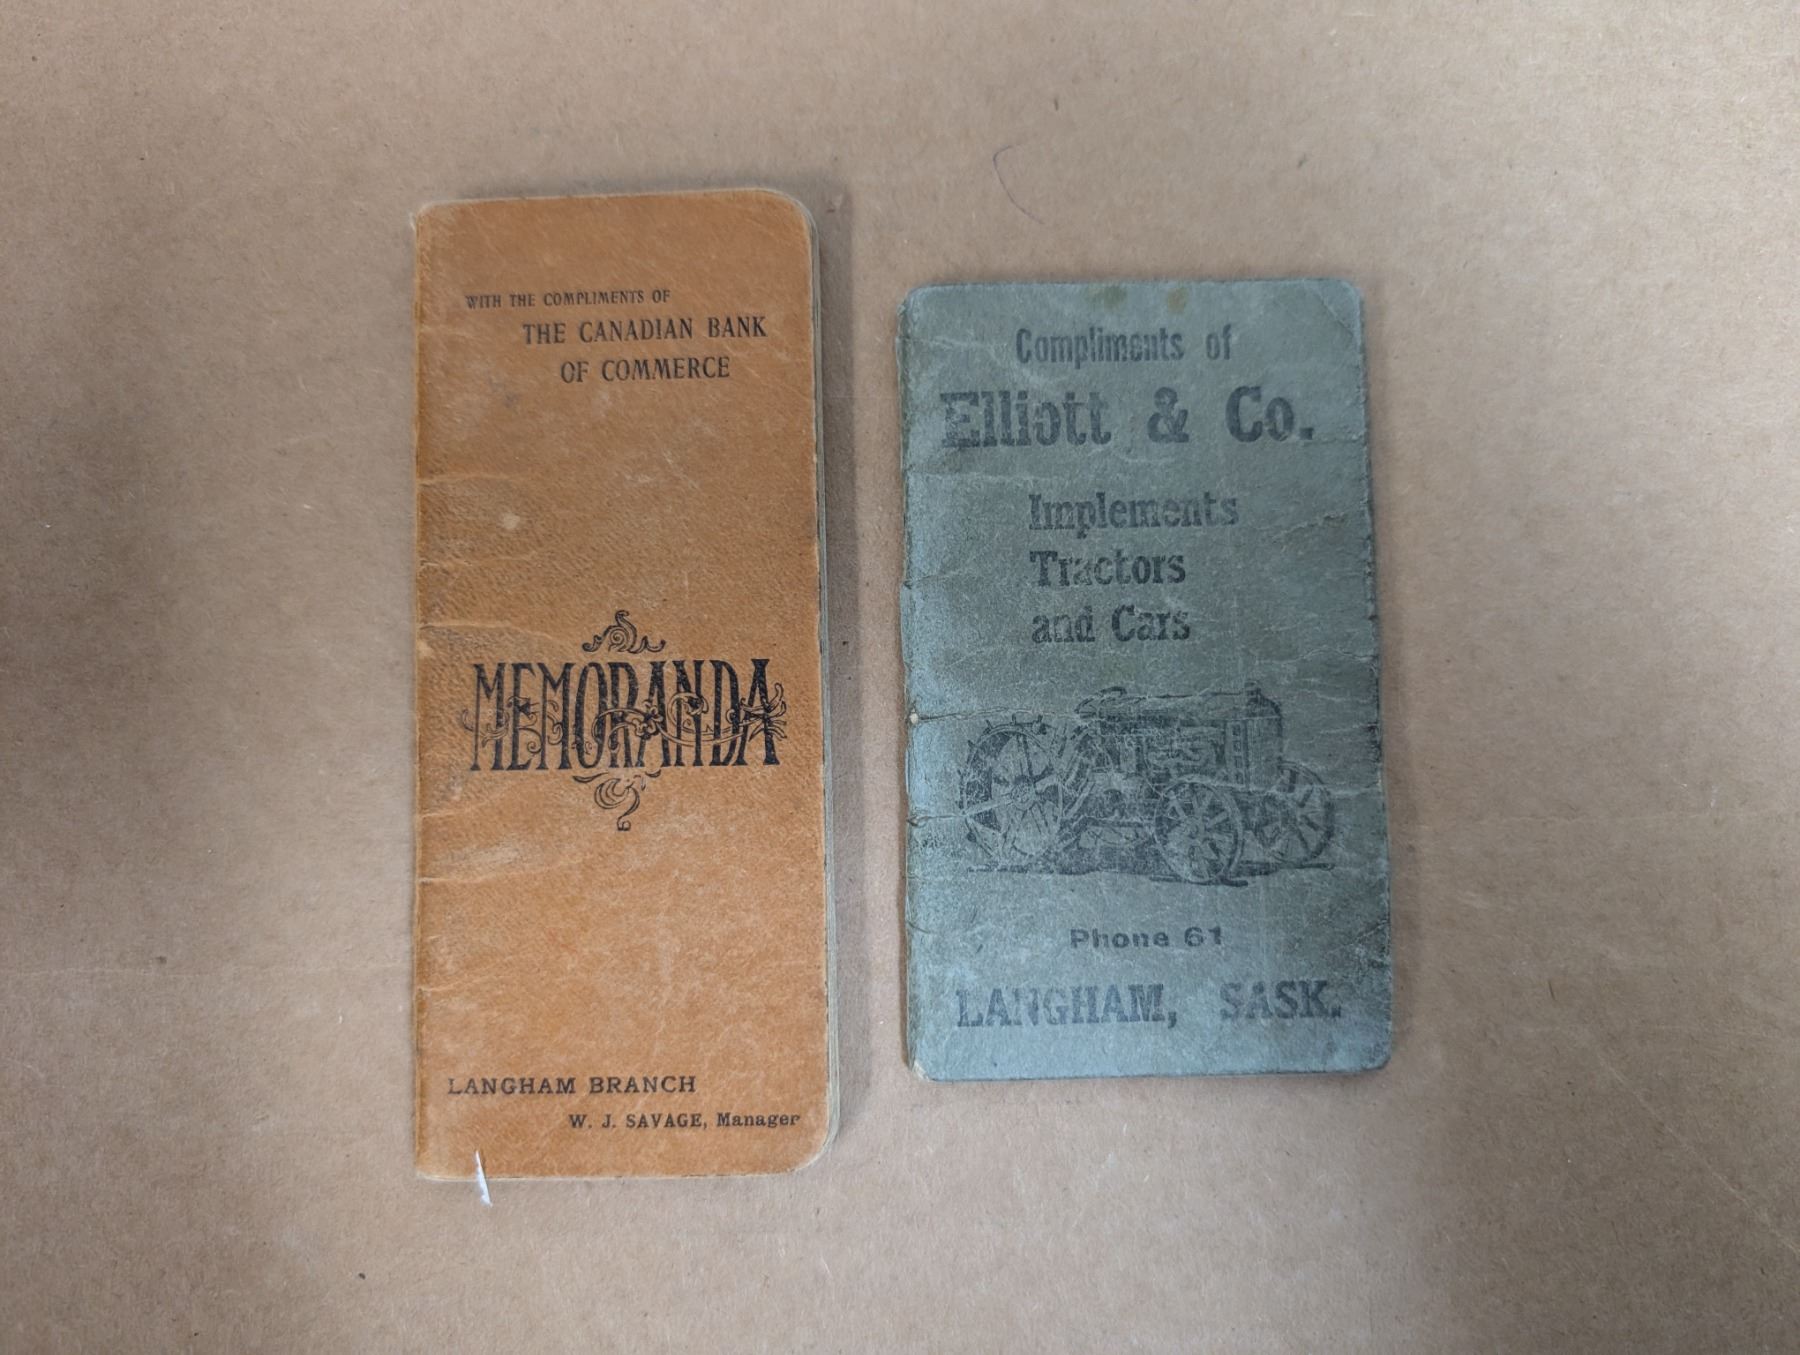 WITH THE COMPLIMENTS OF
THE CANADIAN BANK
OF COMMERCE
MEMORANDA
LANGHAM BRANCH
W. J. SAVAGE, Manager
Compliments of
Elliott & Co.
Implements
Tractors
and Cars
Phone 61
LANGHAM, SASK.